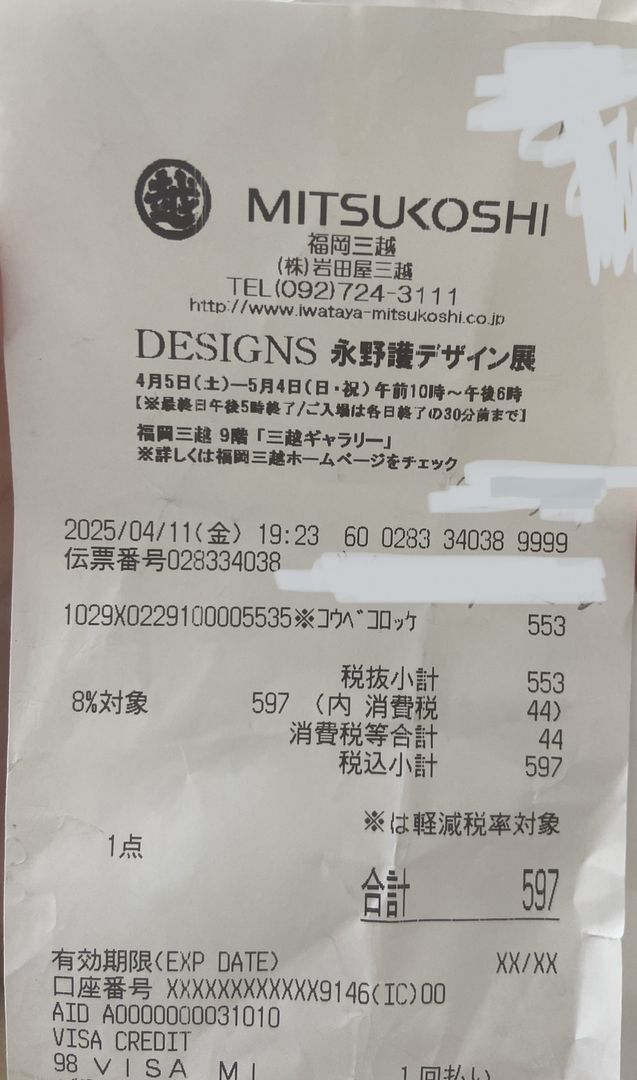 越 MITSUKOSHI
福岡三越
(株)岩田屋三越
TEL(092)724-3111
http://www.iwataya-mitsukoshi.co.jp
DESIGNS 永野護デザイン展
4月5日(土)―5月4日(日・祝)午前10時～午後6時
【※最終日午後5時終了/ご入場は各日終了の30分前まで】
福岡三越 9階「三越ギャラリー」
※詳しくは福岡三越ホームページをチェック
2025/04/11(金) 19:23 60 0283 34038 9999
伝票番号028334038
1029X0229100005535※コウベコロッケ 553
税抜小計 553
8%対象 597 (内 消費税 44)
消費税等合計 44
税込小計 597
※は軽減税率対象
1点
合計 597
有効期限(EXP DATE) XX/XX
口座番号 XXXXXXXXXXXX9146(IC)00
AID A0000000031010
VISA CREDIT
98 VISA MI 1回払い